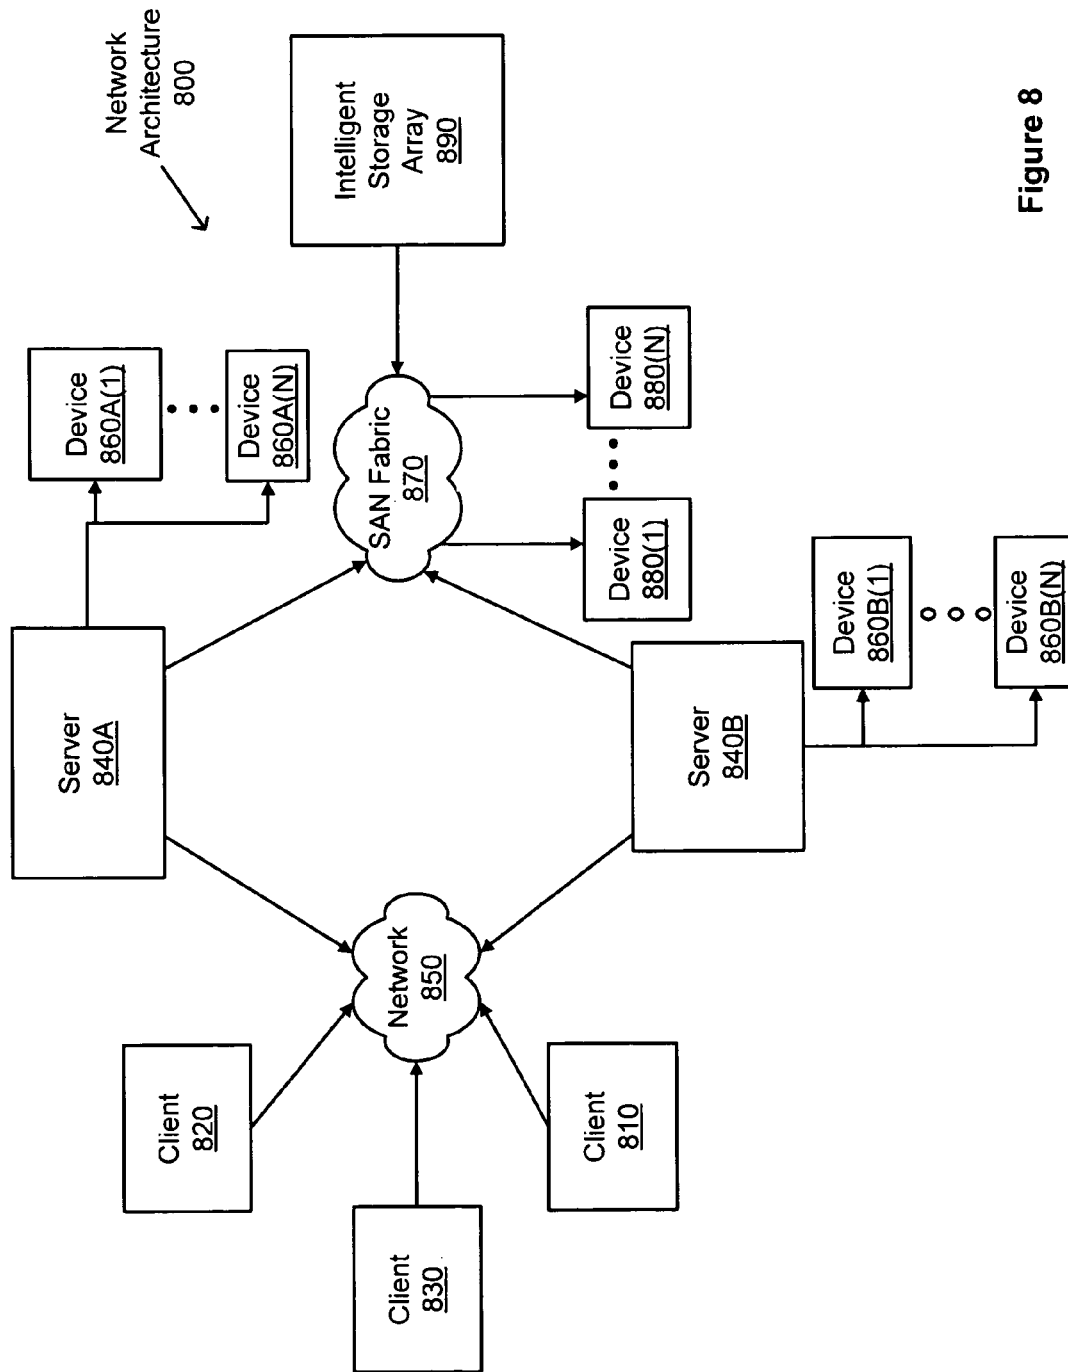 Network
Architecture
800
Device
860A(1)
Device
860A(N)
Intelligent
Storage
Array
890
Server
840A
SAN Fabric
870
Device
880(1)
Device
880(N)
Client
820
Network
850
Client
830
Client
810
Server
840B
Device
860B(1)
Device
860B(N)
Figure 8